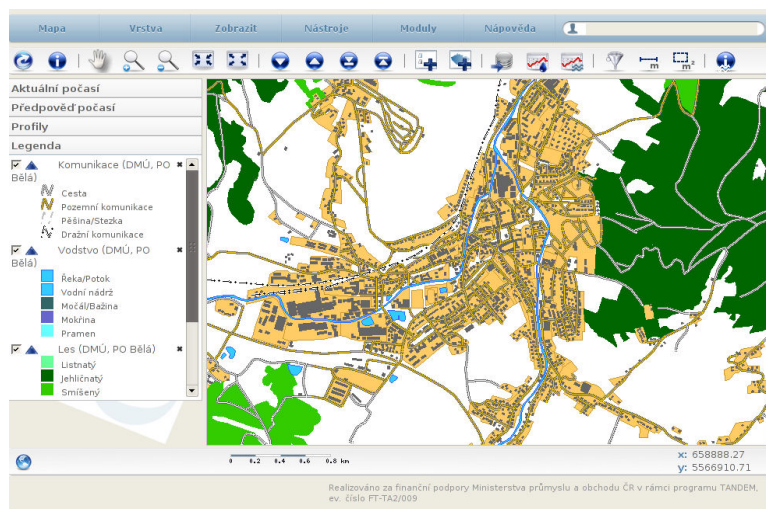 Mapa Vrstva Zobrazit Nástroje Moduly Nápověda
m m²
Aktuální počasí
Předpověď počasí
Profily
Legenda
Komunikace (DMÚ, PO
Bělá)
Cesta
Pozemní komunikace
Pěšina/Stezka
Dražní komunikace
Vodstvo (DMÚ, PO
Bělá)
Řeka/Potok
Vodní nádrž
Močál/Bažina
Mokřina
Pramen
Les (DMÚ, PO Bělá)
Listnatý
Jehličnatý
Smíšený
0 0.2 0.4 0.6 0.8 km
x: 658888.27
y: 5566910.71
Realizováno za finanční podpory Ministerstva průmyslu a obchodu ČR v rámci programu TANDEM,
ev. číslo FT-TA2/009